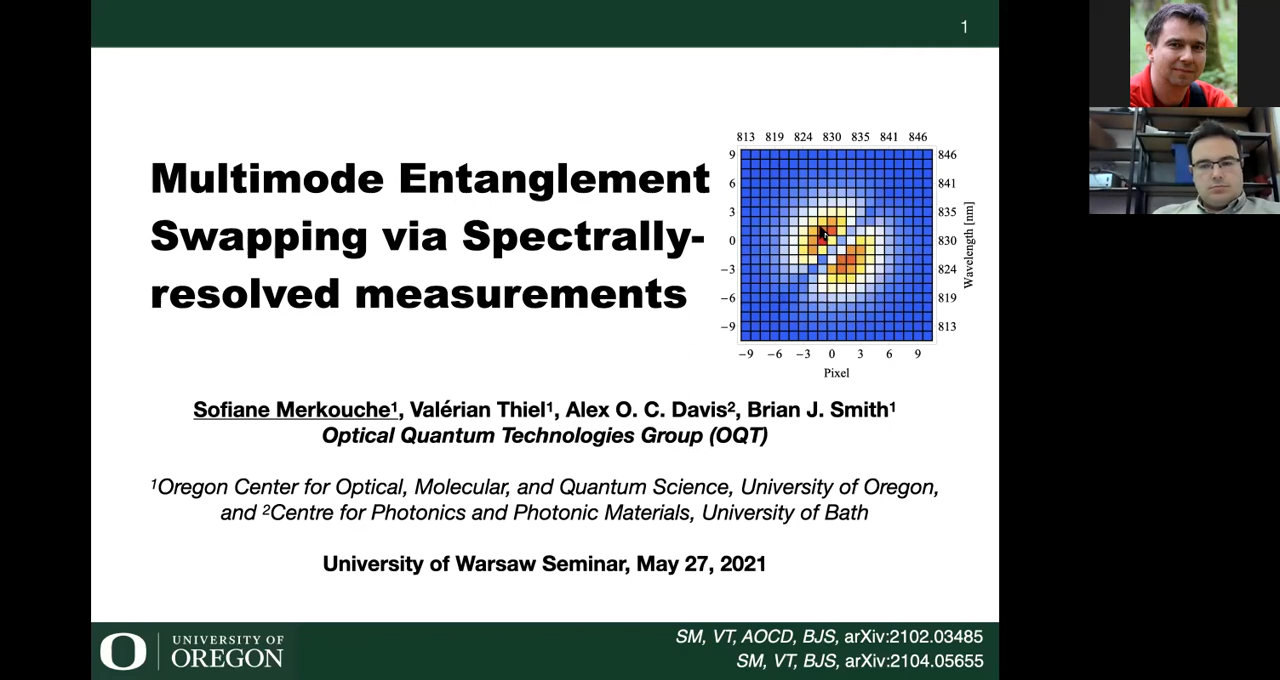 1
Multimode Entanglement
Swapping via Spectrally-
resolved measurements
813 819 824 830 835 841 846
9 846
6 841
3 835
0 830
−3 824
−6 819
−9 813
Wavelength [nm]
−9 −6 −3 0 3 6 9
Pixel
Sofiane Merkouche¹, Valérian Thiel¹, Alex O. C. Davis², Brian J. Smith¹
Optical Quantum Technologies Group (OQT)
¹Oregon Center for Optical, Molecular, and Quantum Science, University of Oregon,
and ²Centre for Photonics and Photonic Materials, University of Bath
University of Warsaw Seminar, May 27, 2021
O UNIVERSITY OF
OREGON
SM, VT, AOCD, BJS, arXiv:2102.03485
SM, VT, BJS, arXiv:2104.05655